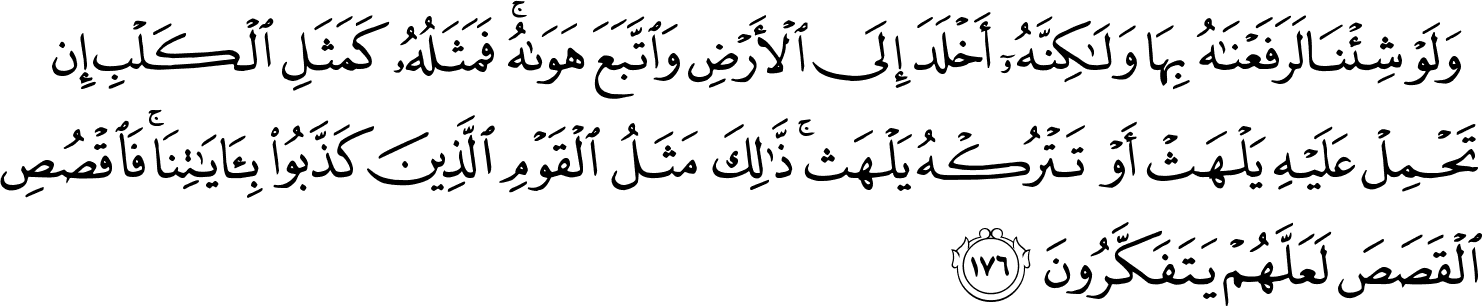 وَلَوۡ شِئۡنَا لَرَفَعۡنَٰهُ بِهَا وَلَٰكِنَّهُۥٓ أَخۡلَدَ إِلَى ٱلۡأَرۡضِ وَٱتَّبَعَ هَوَىٰهُۚ فَمَثَلُهُۥ كَمَثَلِ ٱلۡكَلۡبِ إِن
تَحۡمِلۡ عَلَيۡهِ يَلۡهَثۡ أَوۡ تَتۡرُكۡهُ يَلۡهَثۚ ذَّٰلِكَ مَثَلُ ٱلۡقَوۡمِ ٱلَّذِينَ كَذَّبُواْ بِـَٔايَٰتِنَاۚ فَٱقۡصُصِ
ٱلۡقَصَصَ لَعَلَّهُمۡ يَتَفَكَّرُونَ ١٧٦